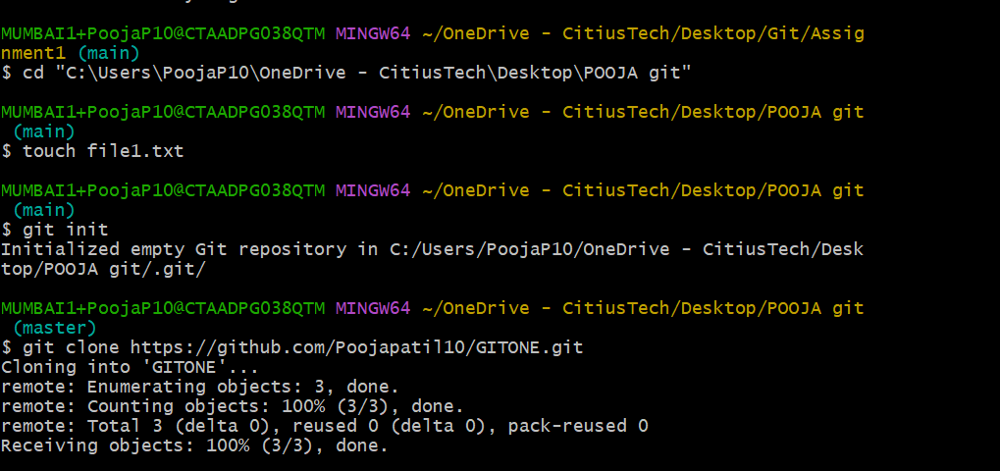 MUMBAI1+PoojaP10@CTAADPG038QTM MINGW64 ~/OneDrive - CitiusTech/Desktop/Git/Assig
nment1 (main)
$ cd "C:\Users\PoojaP10\OneDrive - CitiusTech\Desktop\POOJA git"
MUMBAI1+PoojaP10@CTAADPG038QTM MINGW64 ~/OneDrive - CitiusTech/Desktop/POOJA git
(main)
$ touch file1.txt
MUMBAI1+PoojaP10@CTAADPG038QTM MINGW64 ~/OneDrive - CitiusTech/Desktop/POOJA git
(main)
$ git init
Initialized empty Git repository in C:/Users/PoojaP10/OneDrive - CitiusTech/Desk
top/POOJA git/.git/
MUMBAI1+PoojaP10@CTAADPG038QTM MINGW64 ~/OneDrive - CitiusTech/Desktop/POOJA git
(master)
$ git clone https://github.com/Poojapatil10/GITONE.git
Cloning into 'GITONE'...
remote: Enumerating objects: 3, done.
remote: Counting objects: 100% (3/3), done.
remote: Total 3 (delta 0), reused 0 (delta 0), pack-reused 0
Receiving objects: 100% (3/3), done.